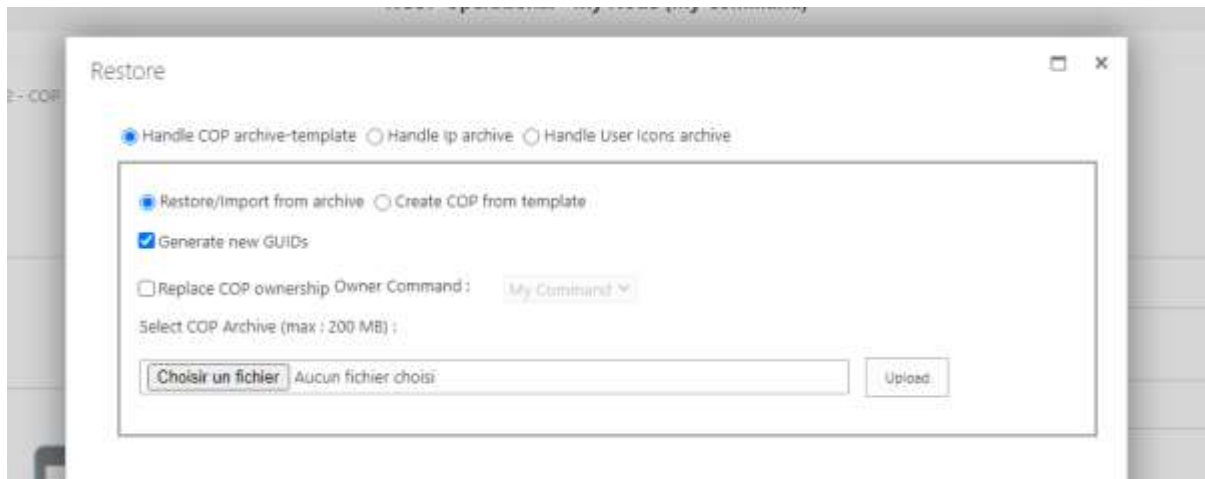 Restore
2 - COP
Handle COP archive-template Handle Ip archive Handle User Icons archive
Restore/Import from archive Create COP from template
Generate new GUIDs
Replace COP ownership Owner Command :
My Command
Select COP Archive (max : 200 MB) :
Choisir un fichier Aucun fichier choisi
Upload